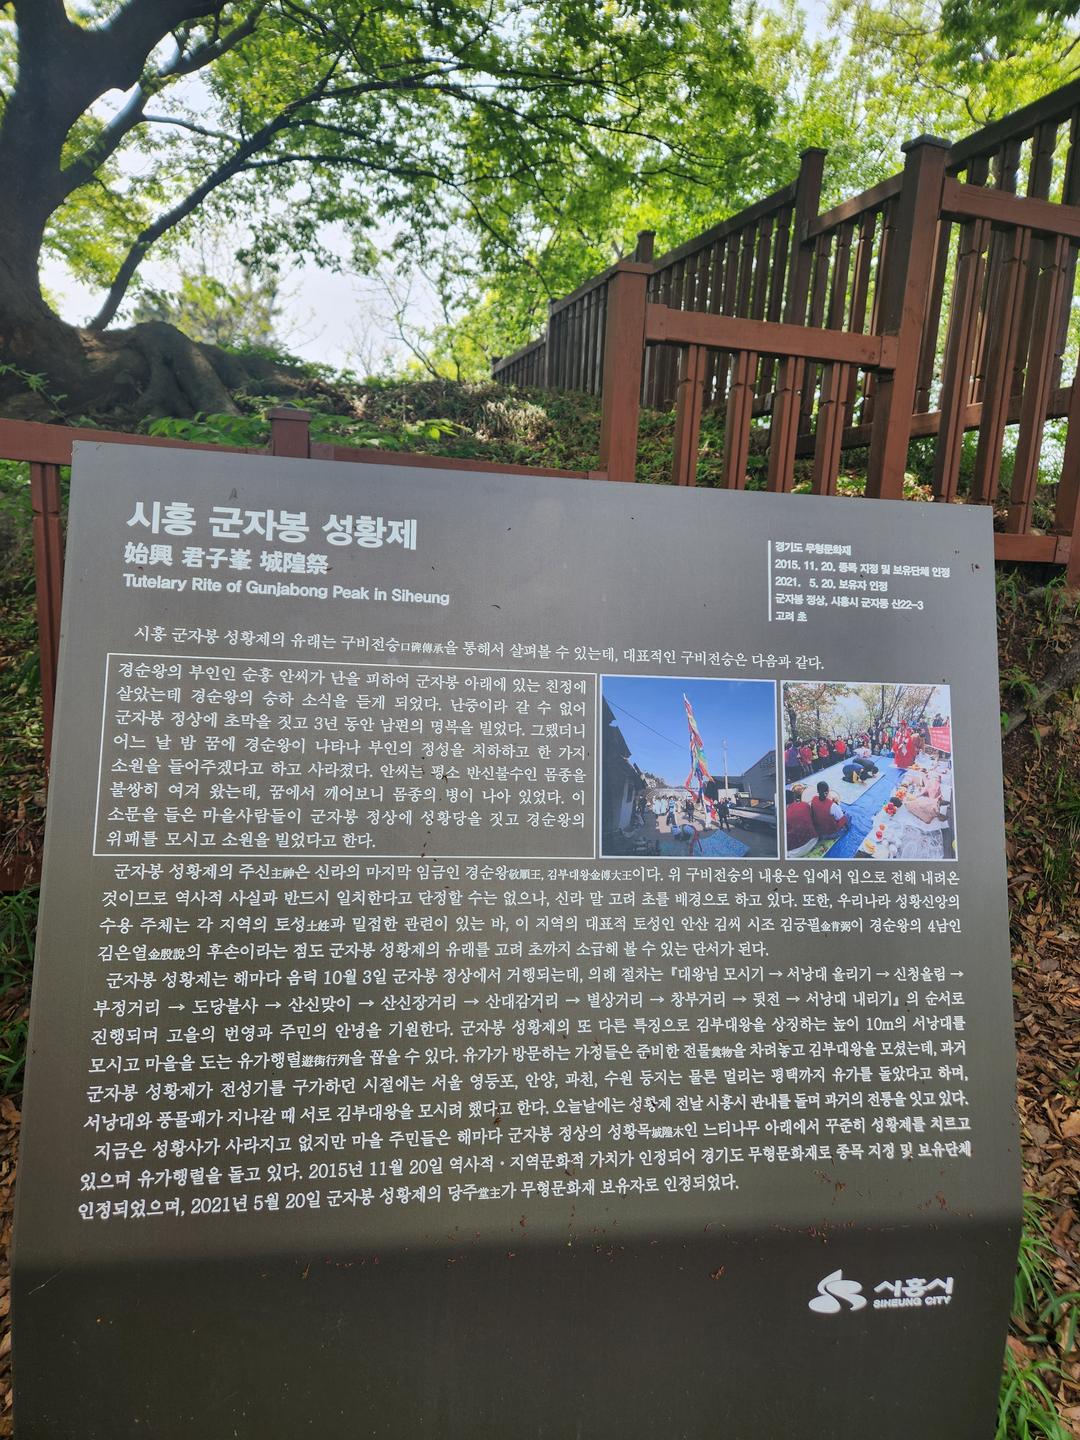 시흥 군자봉 성황제
始興 君子峯 城隍祭
Tutelary Rite of Gunjabong Peak in Siheung
경기도 무형문화재
2015. 11. 20. 종목 지정 및 보유단체 인정
2021. 5. 20. 보유자 인정
군자봉 정상, 시흥시 군자동 산22-3
고려 초
시흥 군자봉 성황제의 유래는 구비전승口碑傳承을 통해서 살펴볼 수 있는데, 대표적인 구비전승은 다음과 같다.
경순왕의 부인인 순흥 안씨가 난을 피하여 군자봉 아래에 있는 친정에
살았는데 경순왕의 승하 소식을 듣게 되었다. 난중이라 갈 수 없어
군자봉 정상에 초막을 짓고 3년 동안 남편의 명복을 빌었다. 그랬더니
어느 날 밤 꿈에 경순왕이 나타나 부인의 정성을 치하하고 한 가지
소원을 들어주겠다고 하고 사라졌다. 안씨는 평소 반신불수인 몸종을
불쌍히 여겨 왔는데, 꿈에서 깨어보니 몸종의 병이 나아 있었다. 이
소문을 들은 마을사람들이 군자봉 정상에 성황당을 짓고 경순왕의
위패를 모시고 소원을 빌었다고 한다.
군자봉 성황제의 주신主神은 신라의 마지막 임금인 경순왕敬順王, 김부대왕金傅大王이다. 위 구비전승의 내용은 입에서 입으로 전해 내려온
것이므로 역사적 사실과 반드시 일치한다고 단정할 수는 없으나, 신라 말 고려 초를 배경으로 하고 있다. 또한, 우리나라 성황신앙의
수용 주체는 각 지역의 토성土姓과 밀접한 관련이 있는 바, 이 지역의 대표적 토성인 안산 김씨 시조 김긍필金肯弼이 경순왕의 4남인
김은열金殷說의 후손이라는 점도 군자봉 성황제의 유래를 고려 초까지 소급해 볼 수 있는 단서가 된다.
군자봉 성황제는 해마다 음력 10월 3일 군자봉 정상에서 거행되는데, 의례 절차는 『대왕님 모시기 → 서낭대 올리기 → 신청울림 →
부정거리 → 도당불사 → 산신맞이 → 산신장거리 → 산대감거리 → 별상거리 → 창부거리 → 뒷전 → 서낭대 내리기』의 순서로
진행되며 고을의 번영과 주민의 안녕을 기원한다. 군자봉 성황제의 또 다른 특징으로 김부대왕을 상징하는 높이 10m의 서낭대를
모시고 마을을 도는 유가행렬遊街行列을 꼽을 수 있다. 유가가 방문하는 가정들은 준비한 전물奠物을 차려놓고 김부대왕을 모셨는데, 과거
군자봉 성황제가 전성기를 구가하던 시절에는 서울 영등포, 안양, 과천, 수원 등지는 물론 멀리는 평택까지 유가를 돌았다고 하며,
서낭대와 풍물패가 지나갈 때 서로 김부대왕을 모시려 했다고 한다. 오늘날에는 성황제 전날 시흥시 관내를 돌며 과거의 전통을 잇고 있다.
지금은 성황사가 사라지고 없지만 마을 주민들은 해마다 군자봉 정상의 성황목城隍木인 느티나무 아래에서 꾸준히 성황제를 치르고
있으며 유가행렬을 돌고 있다. 2015년 11월 20일 역사적·지역문화적 가치가 인정되어 경기도 무형문화재로 종목 지정 및 보유단체
인정되었으며, 2021년 5월 20일 군자봉 성황제의 당주堂主가 무형문화재 보유자로 인정되었다.
시흥시
SIHEUNG CITY